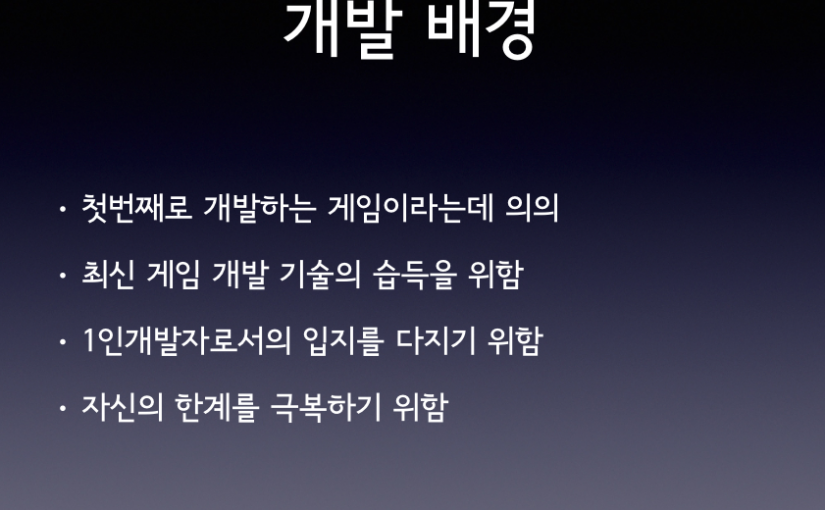 개발 배경
• 첫번째로 개발하는 게임이라는데 의의
• 최신 게임 개발 기술의 습득을 위함
• 1인개발자로서의 입지를 다지기 위함
• 자신의 한계를 극복하기 위함